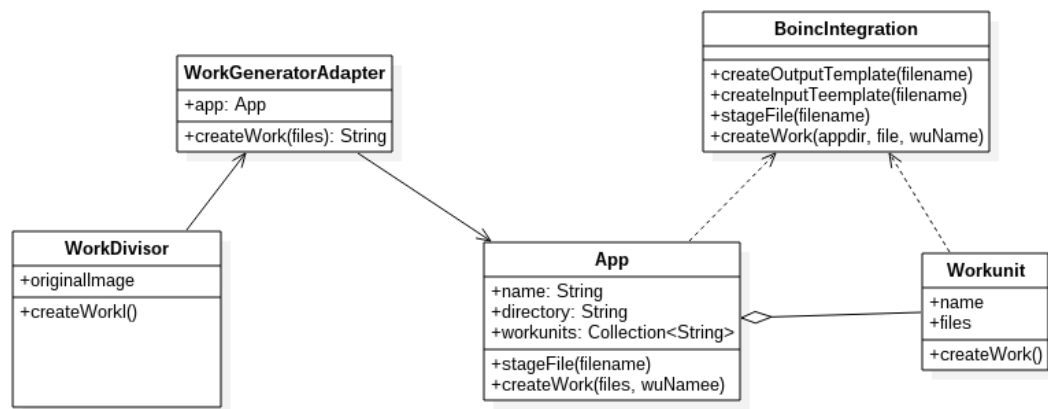 BoincIntegration
+createOutputTemplate(filename)
+createInputTeemplate(filename)
+stageFile(filename)
+createWork(appdir, file, wuName)
WorkGeneratorAdapter
+app: App
+createWork(files): String
WorkDivisor
+originalImage
+createWorkl()
App
+name: String
+directory: String
+workunits: Collection<String>
+stageFile(filename)
+createWork(files, wuNamee)
Workunit
+name
+files
+createWork()